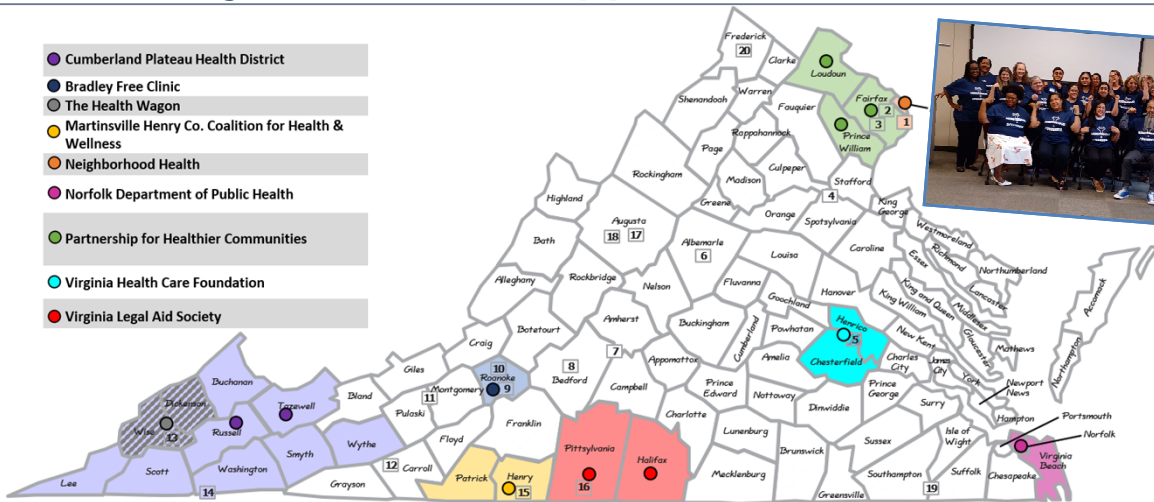 Cumberland Plateau Health District
Bradley Free Clinic
The Health Wagon
Martinsville Henry Co. Coalition for Health &
Wellness
Neighborhood Health
Norfolk Department of Public Health
Partnership for Healthier Communities
Virginia Health Care Foundation
Virginia Legal Aid Society
Frederick
20
Clarke
Loudoun
Warren
Shenandoah
Fauquier
Fairfax
2
3
1
Prince
William
Rappahannock
Page
Culpeper
Madison
Rockingham
Stafford
4
Greene
Highland
King
George
Orange
Spotsylvania
Westmoreland
Augusta
18
17
Bath
Albemarle
6
Caroline
Essex
Richmond
Louisa
Northumberland
Rockbridge
Alleghany
Nelson
Fluvanna
Hanover
King and Queen
Lancaster
Accomack
Goochland
King William
Middlesex
Amherst
Buckingham
Cumberland
Powhatan
Henrico
5
Botetourt
New Kent
Gloucester
Mathews
Craig
7
Appomattox
Amelia
Chesterfield
Charles
City
James
City
York
Northampton
Giles
10
Roanoke
9
8
Bedford
Campbell
Prince
Edward
Nottoway
Prince
George
Newport
News
Buchanan
Bland
Montgomery
11
Pulaski
Charlotte
Dinwiddie
Surry
Hampton
Portsmouth
Dickenson
Tazewell
Franklin
Lunenburg
Norfolk
Wise
13
Russell
Wythe
Floyd
Pittsylvania
Halifax
Sussex
Isle of
Wight
Virginia
Beach
Smyth
12
Carroll
Brunswick
Scott
Washington
Patrick
Henry
15
16
Mecklenburg
Southampton
Suffolk
Chesapeake
Lee
14
Grayson
Greensville
19